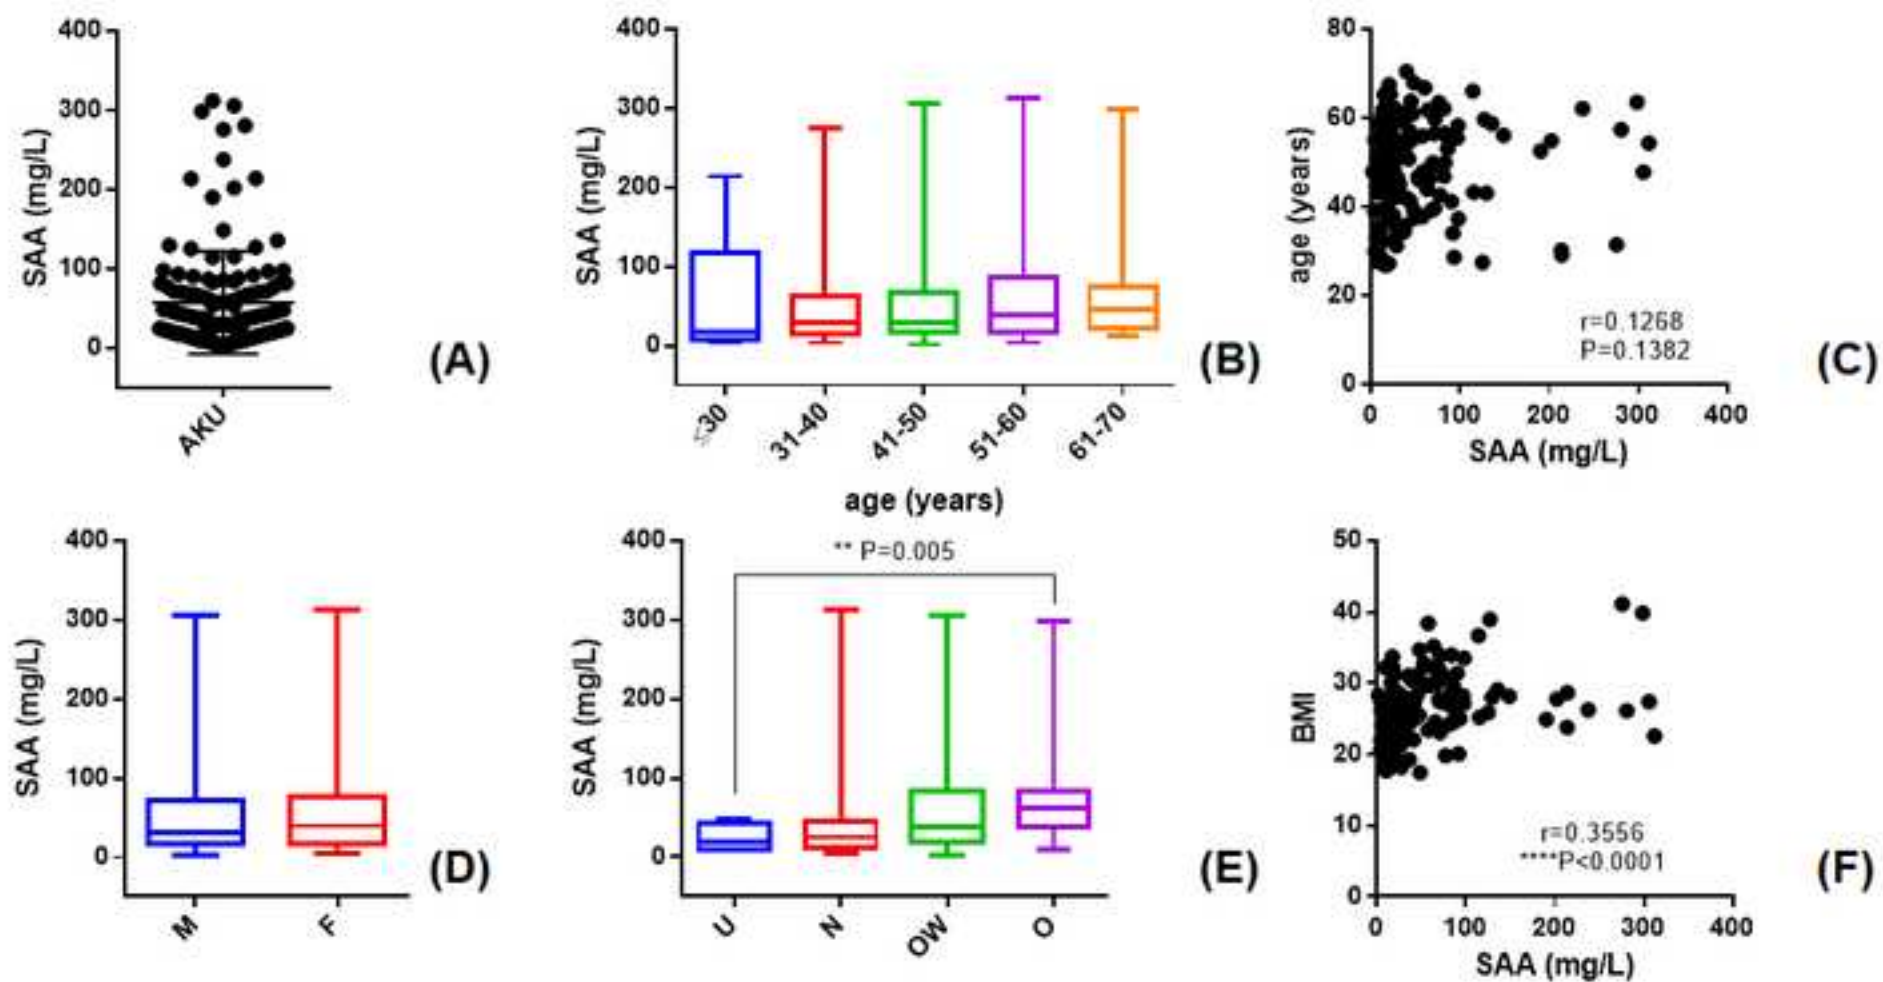 400
300
200
100
0
SAA (mg/L)
AKU
(A)
400
300
200
100
0
SAA (mg/L)
≤30
31-40
41-50
51-60
61-70
age (years)
(B)
80
60
40
20
0
age (years)
r=0.1268
P=0.1382
0 100 200 300 400
SAA (mg/L)
(C)
400
300
200
100
0
SAA (mg/L)
M
F
(D)
400
300
200
100
0
SAA (mg/L)
** P=0.005
U
N
OW
O
(E)
50
40
30
20
10
0
BMI
r=0.3556
****P<0.0001
0 100 200 300 400
SAA (mg/L)
(F)